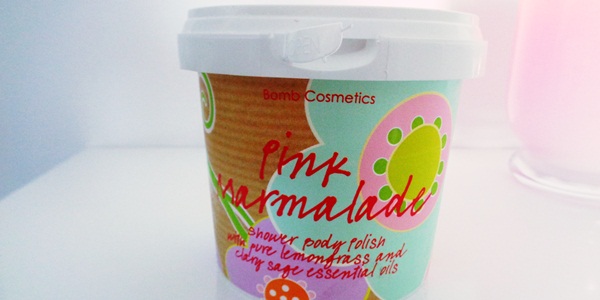 Bomb Cosmetics
pink
marmalade
shower body polish
with pure lemongrass and
clary sage essential oils